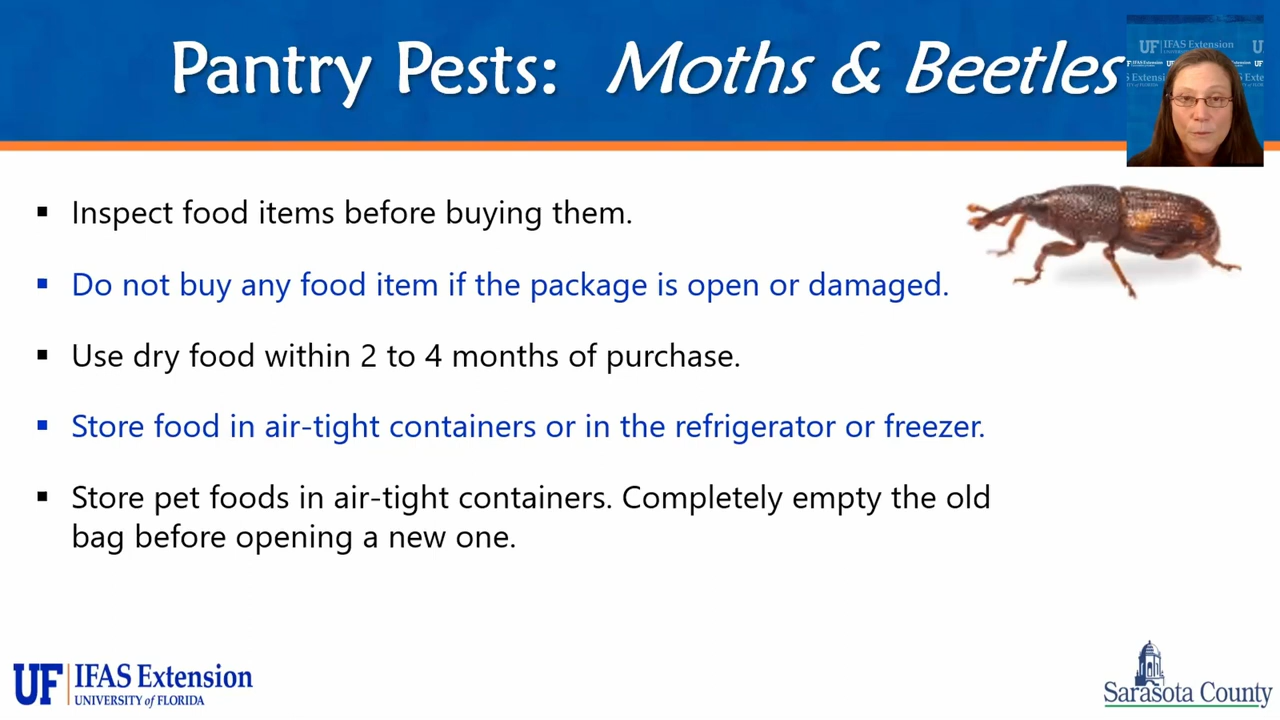 Pantry Pests: Moths & Beetles
UF IFAS Extension
▪ Inspect food items before buying them.
▪ Do not buy any food item if the package is open or damaged.
▪ Use dry food within 2 to 4 months of purchase.
▪ Store food in air-tight containers or in the refrigerator or freezer.
▪ Store pet foods in air-tight containers. Completely empty the old
bag before opening a new one.
UF IFAS Extension
UNIVERSITY of FLORIDA
Sarasota County